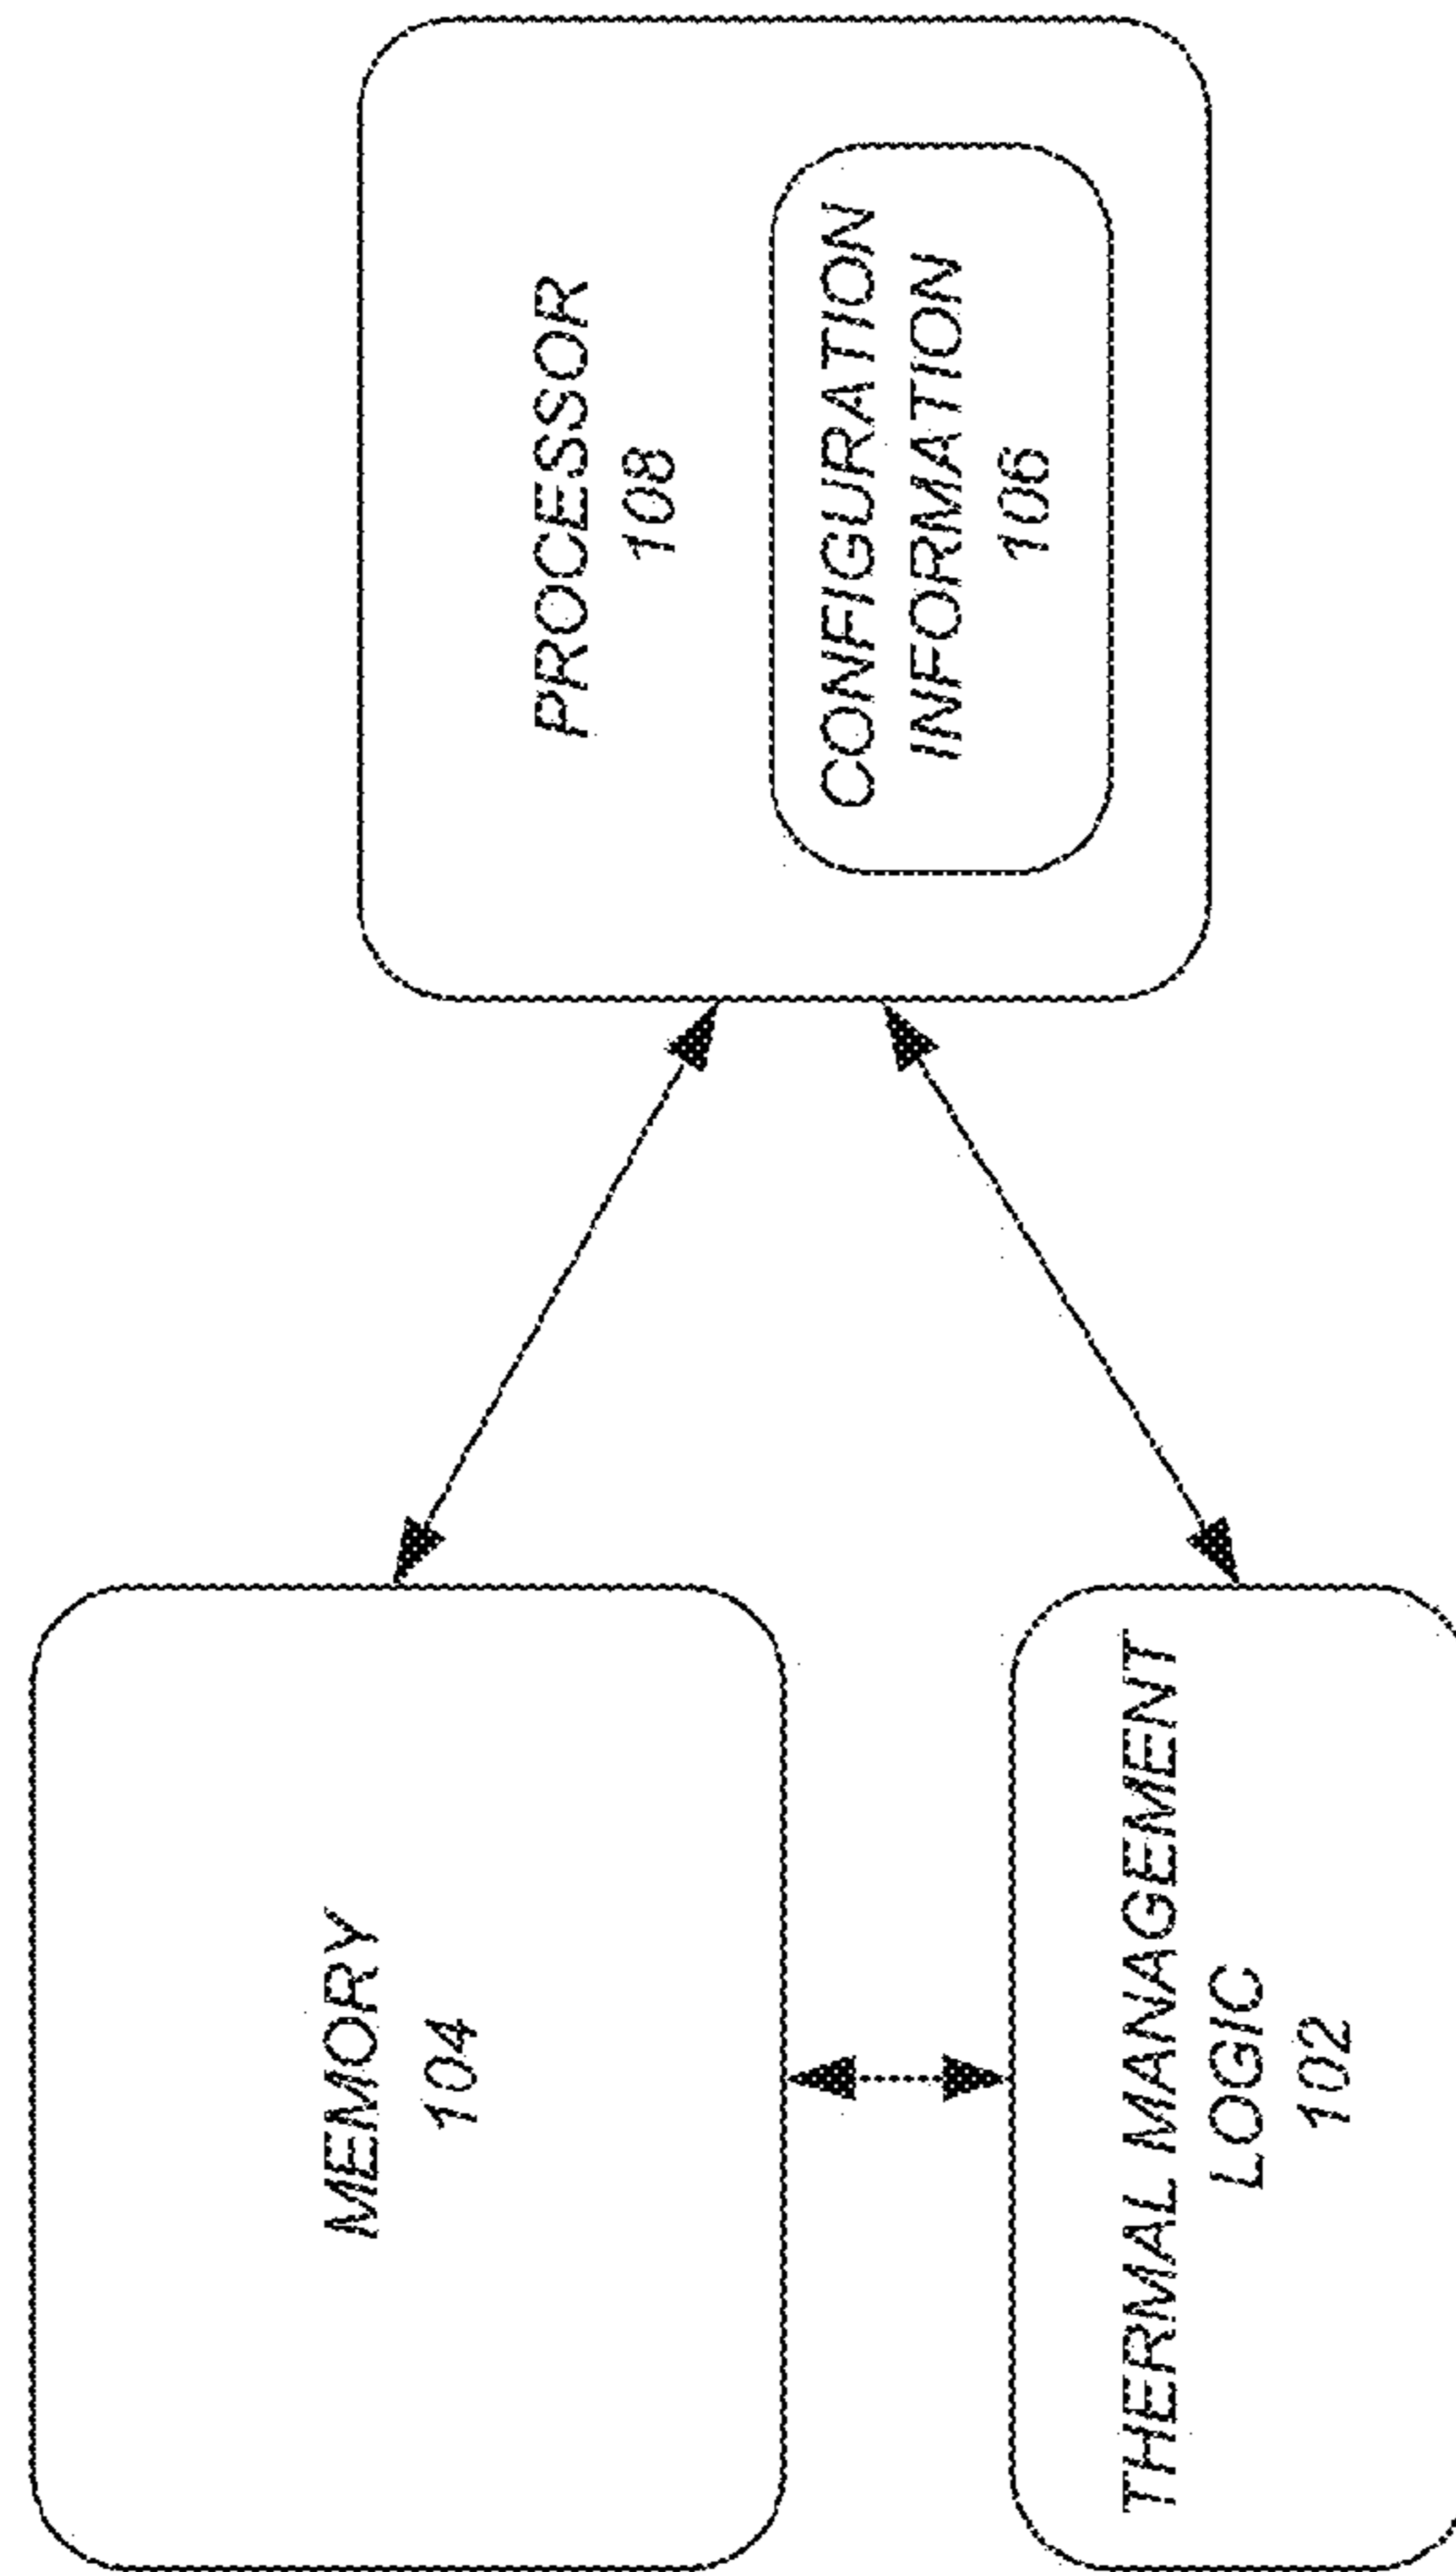 MEMORY
104
THERMAL MANAGEMENT
LOGIC
102
PROCESSOR
108
CONFIGURATION
INFORMATION
106